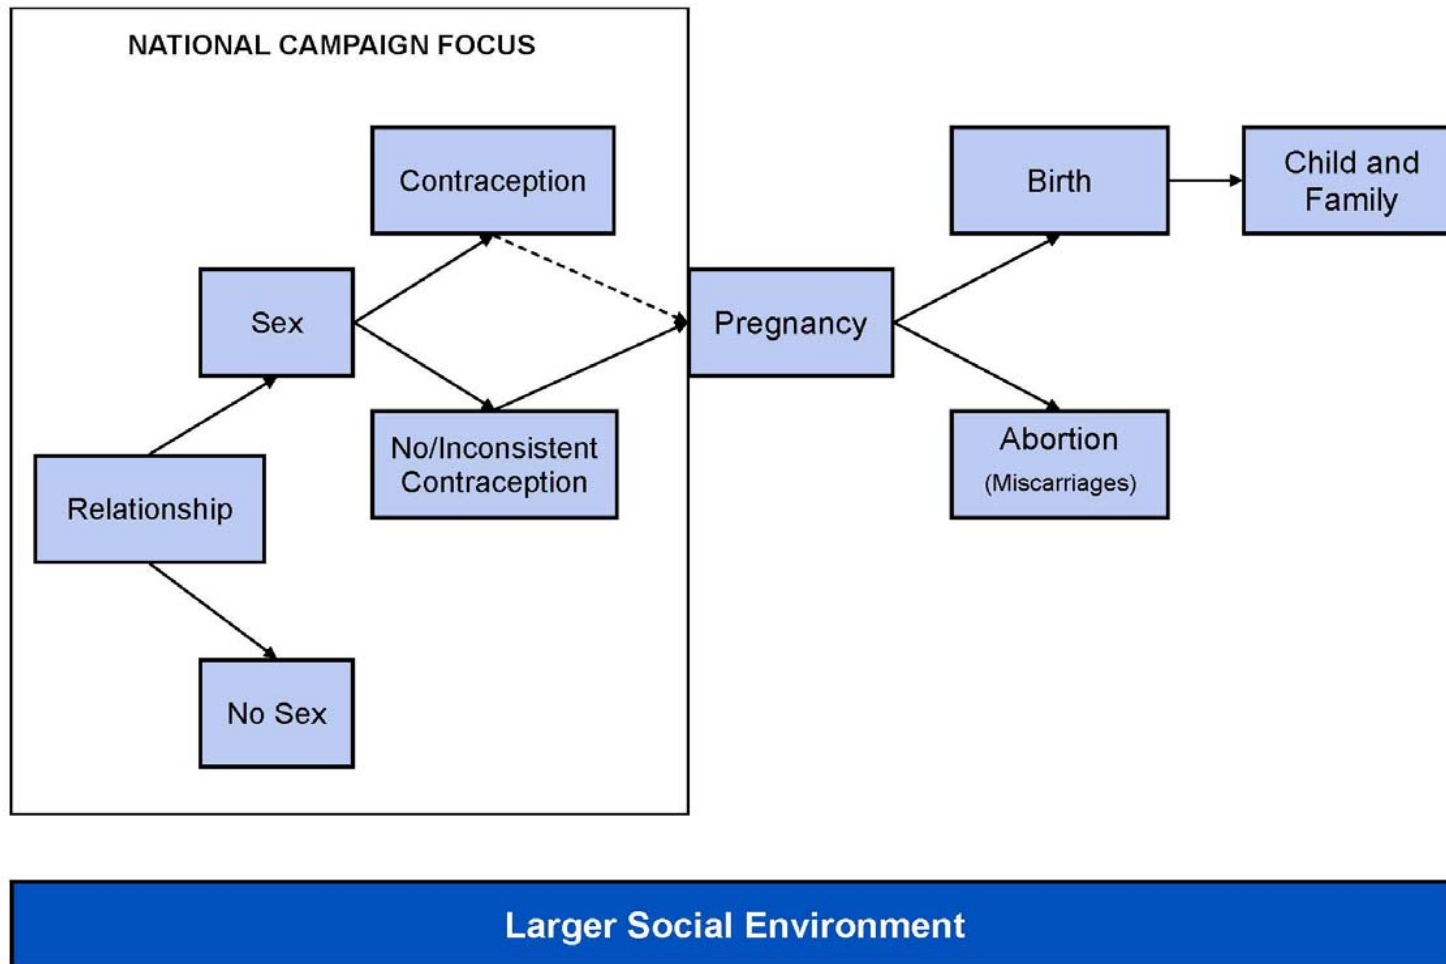 NATIONAL CAMPAIGN FOCUS
Contraception
Birth
Child and
Family
Sex
Pregnancy
No/Inconsistent
Contraception
Abortion
(Miscarriages)
Relationship
No Sex
Larger Social Environment